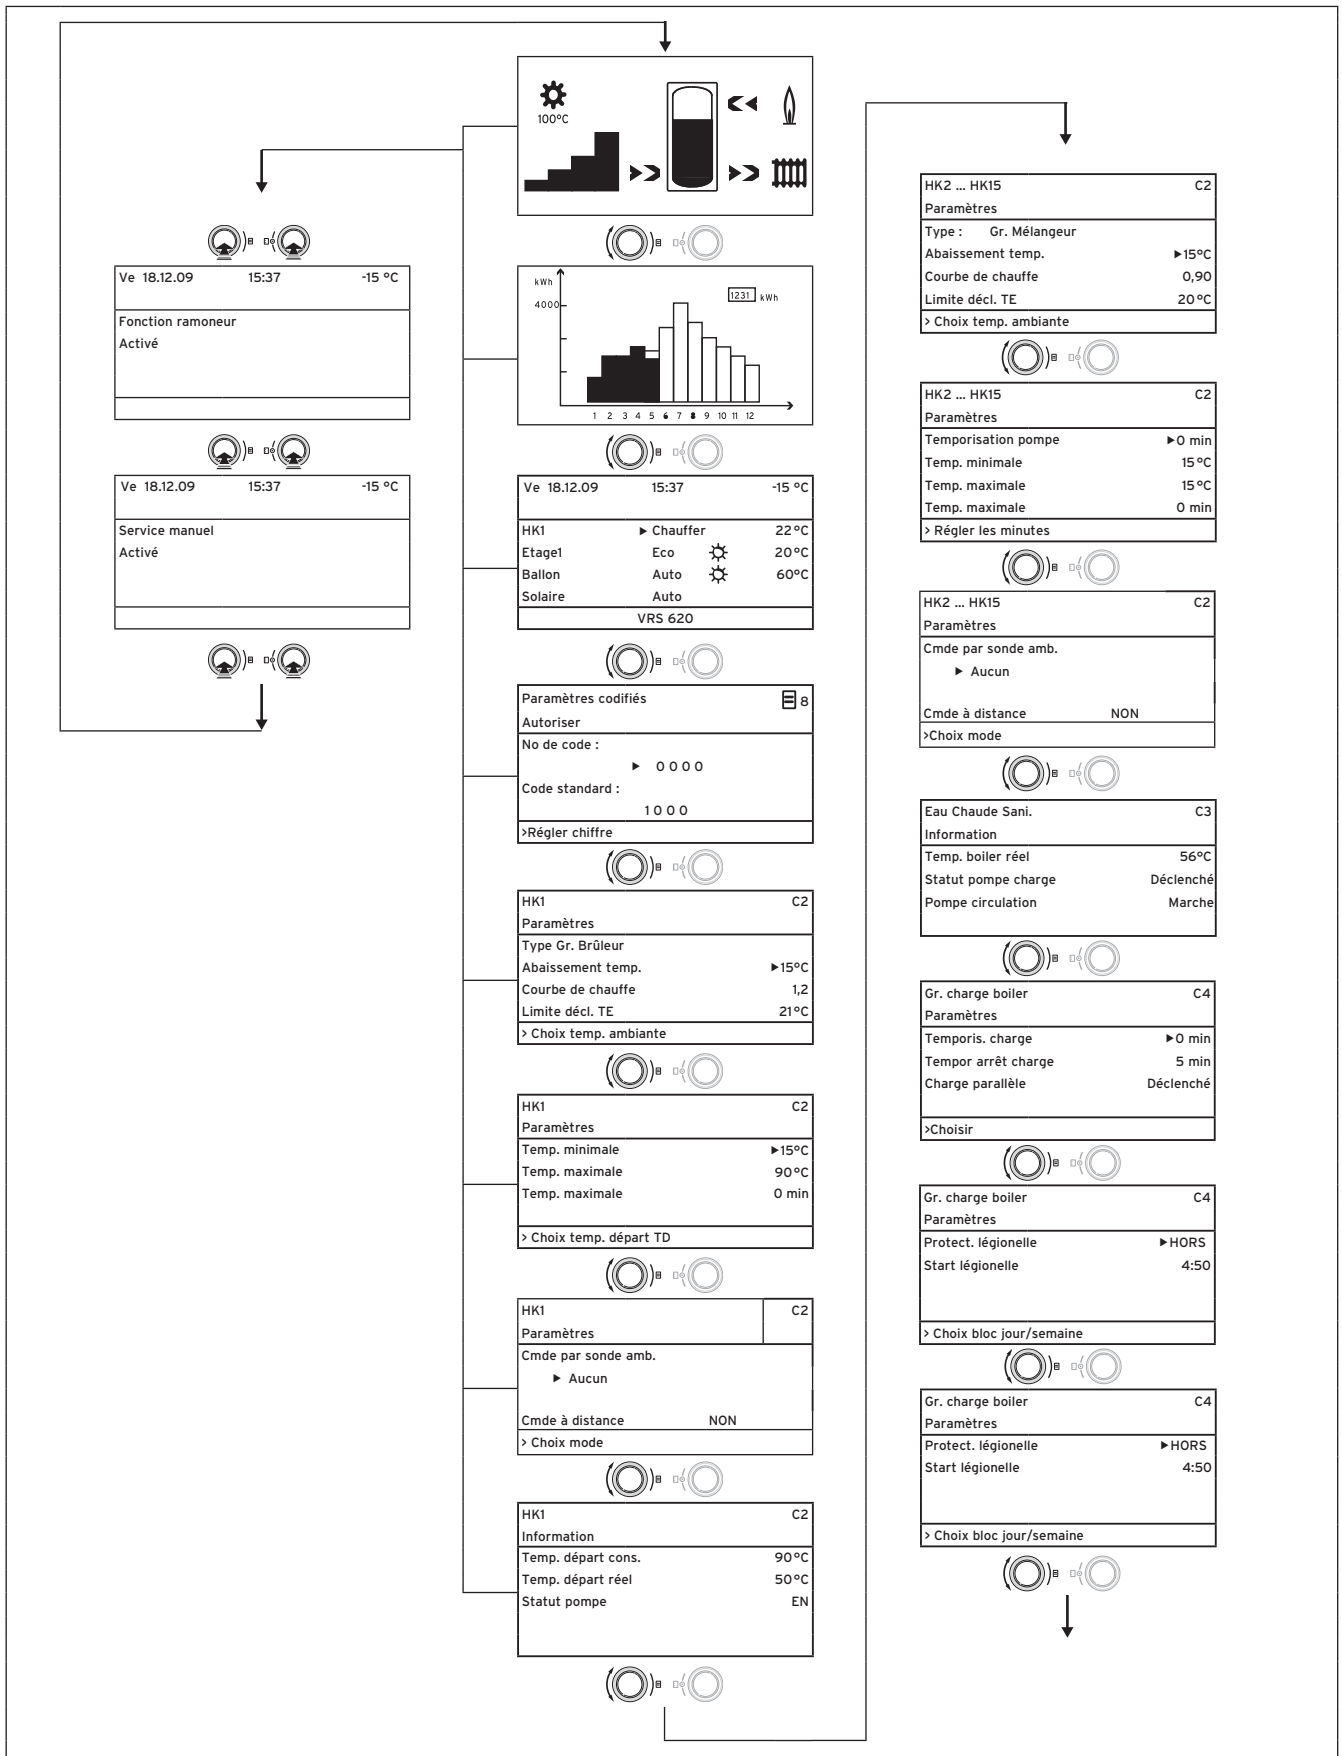 Ve 18.12.09 15:37 -15 °C
Fonction ramoneur
Activé
Ve 18.12.09 15:37 -15 °C
Service manuel
Activé
100°C
kWh
4000
1231 kWh
1 2 3 4 5 6 7 8 9 10 11 12
Ve 18.12.09 15:37 -15 °C
HK1 ▶ Chauffer 22°C
Etage1 Eco 20°C
Ballon Auto 60°C
Solaire Auto
VRS 620
Paramètres codifiés 8
Autoriser
No de code :
▶ 0 0 0 0
Code standard :
1 0 0 0
>Régler chiffre
HK1 C2
Paramètres
Type Gr. Brûleur
Abaissement temp. ▶15°C
Courbe de chauffe 1,2
Limite décl. TE 21°C
> Choix temp. ambiante
HK1 C2
Paramètres
Temp. minimale ▶15°C
Temp. maximale 90°C
Temp. maximale 0 min
> Choix temp. départ TD
HK1 C2
Paramètres
Cmde par sonde amb.
▶ Aucun
Cmde à distance NON
> Choix mode
HK1 C2
Information
Temp. départ cons. 90°C
Temp. départ réel 50°C
Statut pompe EN
HK2 ... HK15 C2
Paramètres
Type : Gr. Mélangeur
Abaissement temp. ▶15°C
Courbe de chauffe 0,90
Limite décl. TE 20°C
> Choix temp. ambiante
HK2 ... HK15 C2
Paramètres
Temporisation pompe ▶0 min
Temp. minimale 15°C
Temp. maximale 15°C
Temp. maximale 0 min
> Régler les minutes
HK2 ... HK15 C2
Paramètres
Cmde par sonde amb.
▶ Aucun
Cmde à distance NON
>Choix mode
Eau Chaude Sani. C3
Information
Temp. boiler réel 56°C
Statut pompe charge Déclenché
Pompe circulation Marche
Gr. charge boiler C4
Paramètres
Temporis. charge ▶0 min
Tempor arrêt charge 5 min
Charge parallèle Déclenché
>Choisir
Gr. charge boiler C4
Paramètres
Protect. légionelle ▶HORS
Start légionelle 4:50
> Choix bloc jour/semaine
Gr. charge boiler C4
Paramètres
Protect. légionelle ▶HORS
Start légionelle 4:50
> Choix bloc jour/semaine